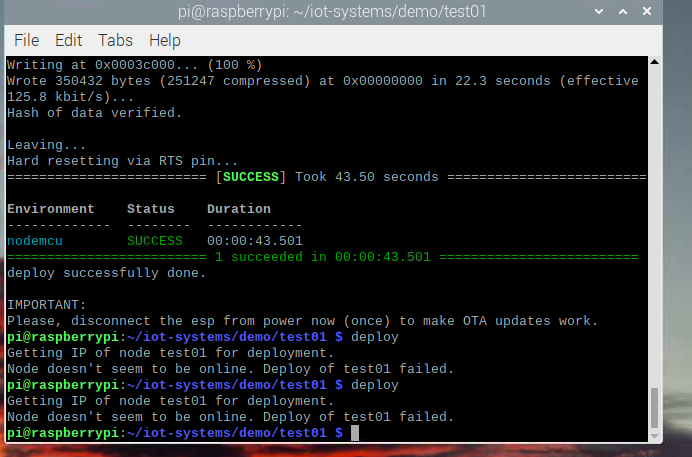 pi@raspberrypi: ~/iot-systems/demo/test01
File Edit Tabs Help
Writing at 0x0003c000... (100 %)
Wrote 350432 bytes (251247 compressed) at 0x00000000 in 22.3 seconds (effective
125.8 kbit/s)...
Hash of data verified.
Leaving...
Hard resetting via RTS pin...
========================= [SUCCESS] Took 43.50 seconds =========================
Environment    Status    Duration
-------------  --------  ------------
nodemcu        SUCCESS   00:00:43.501
========================= 1 succeeded in 00:00:43.501 =========================
deploy successfully done.
IMPORTANT:
Please, disconnect the esp from power now (once) to make OTA updates work.
pi@raspberrypi:~/iot-systems/demo/test01 $ deploy
Getting IP of node test01 for deployment.
Node doesn't seem to be online. Deploy of test01 failed.
pi@raspberrypi:~/iot-systems/demo/test01 $ deploy
Getting IP of node test01 for deployment.
Node doesn't seem to be online. Deploy of test01 failed.
pi@raspberrypi:~/iot-systems/demo/test01 $